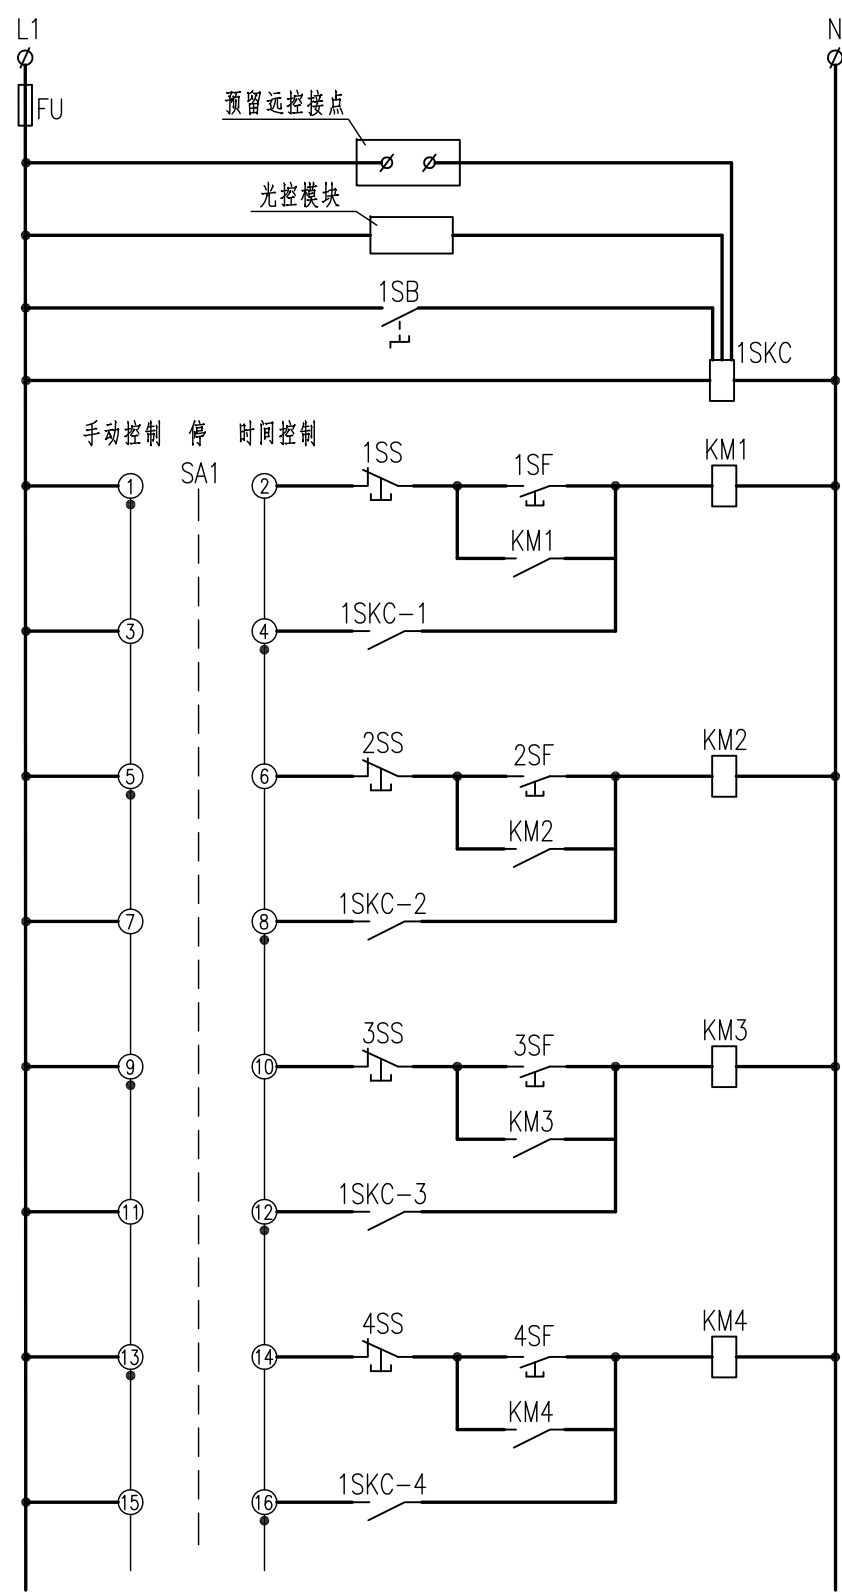 L1 N
FU
预留远控接点
光控模块
1SB
1SKC
手动控制 停 时间控制
SA1
1SS 1SF KM1
1 2
KM1
1SKC-1
3 4
2SS 2SF KM2
5 6
KM2
1SKC-2
7 8
3SS 3SF KM3
9 10
KM3
1SKC-3
11 12
4SS 4SF KM4
13 14
KM4
1SKC-4
15 16